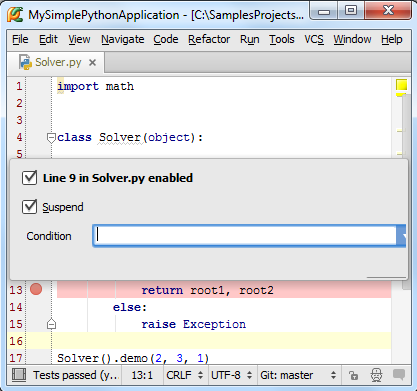 MySimplePythonApplication - [C:\SamplesProjects...
File Edit View Navigate Code Refactor Run Tools VCS Window Help
Solver.py
1 import math
2
3
4 class Solver(object):
5
Line 9 in Solver.py enabled
Suspend
Condition
13 return root1, root2
14 else:
15 raise Exception
16
17 Solver().demo(2, 3, 1)
Tests passed (y... 13:1 CRLF UTF-8 Git: master